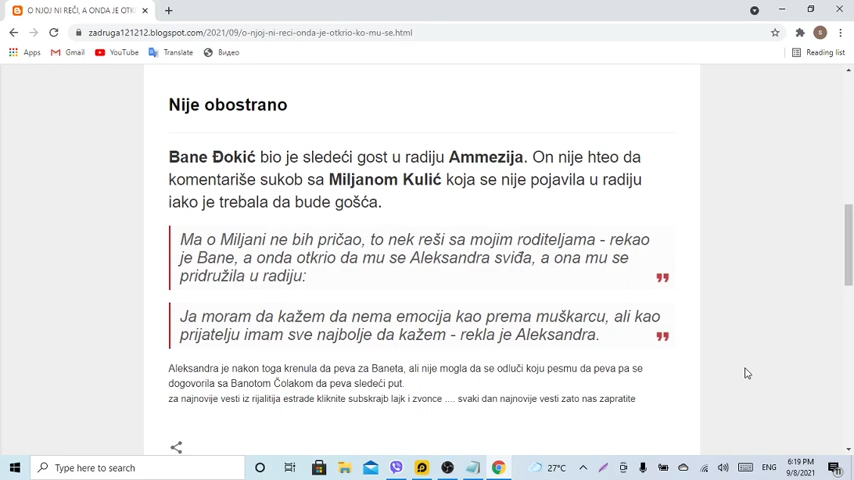 O NJOJ NI REČI, A ONDA JE OTKR
zadruga121212.blogspot.com/2021/09/o-njoj-ni-reci-onda-je-otkrio-ko-mu-se.html
Apps Gmail YouTube Translate Видео Reading list
Nije obostrano
Bane Đokić bio je sledeći gost u radiju Ammezija. On nije hteo da
komentariše sukob sa Miljanom Kulić koja se nije pojavila u radiju
iako je trebala da bude gošća.
Ma o Miljani ne bih pričao, to nek reši sa mojim roditeljama - rekao
je Bane, a onda otkrio da mu se Aleksandra sviđa, a ona mu se
pridružila u radiju:
Ja moram da kažem da nema emocija kao prema muškarcu, ali kao
prijatelju imam sve najbolje da kažem - rekla je Aleksandra.
Aleksandra je nakon toga krenula da peva za Baneta, ali nije mogla da se odluči koju pesmu da peva pa se
dogovorila sa Banotom Čolakom da peva sledeći put.
za najnovije vesti iz rijalitija estrade kliknite subskrajb lajk i zvonce .... svaki dan najnovije vesti zato nas zapratite
Type here to search
27°C
ENG
6:19 PM
9/8/2021